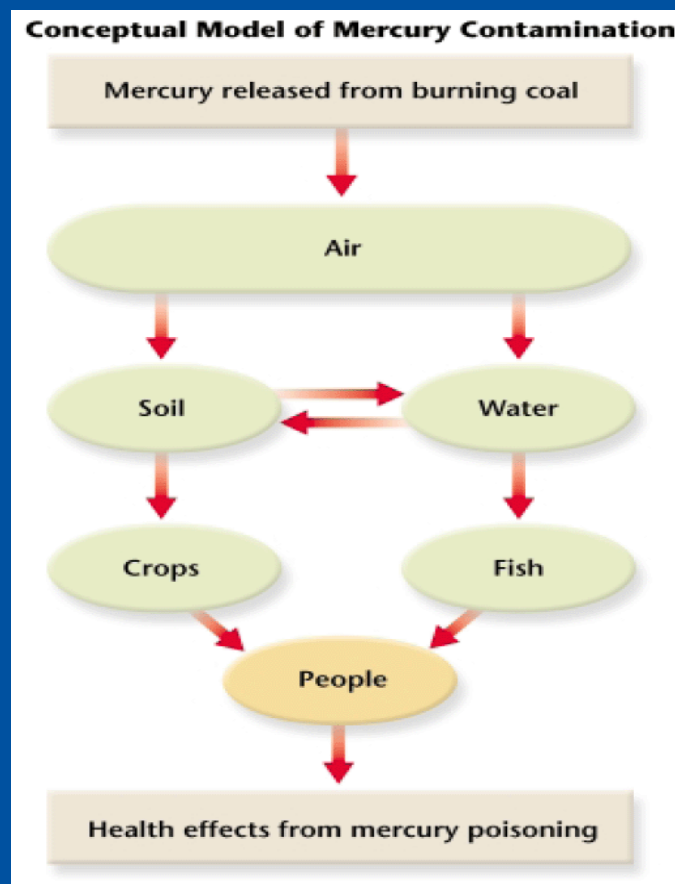 Conceptual Model of Mercury Contamination
Mercury released from burning coal
Air
Soil
Water
Crops
Fish
People
Health effects from mercury poisoning